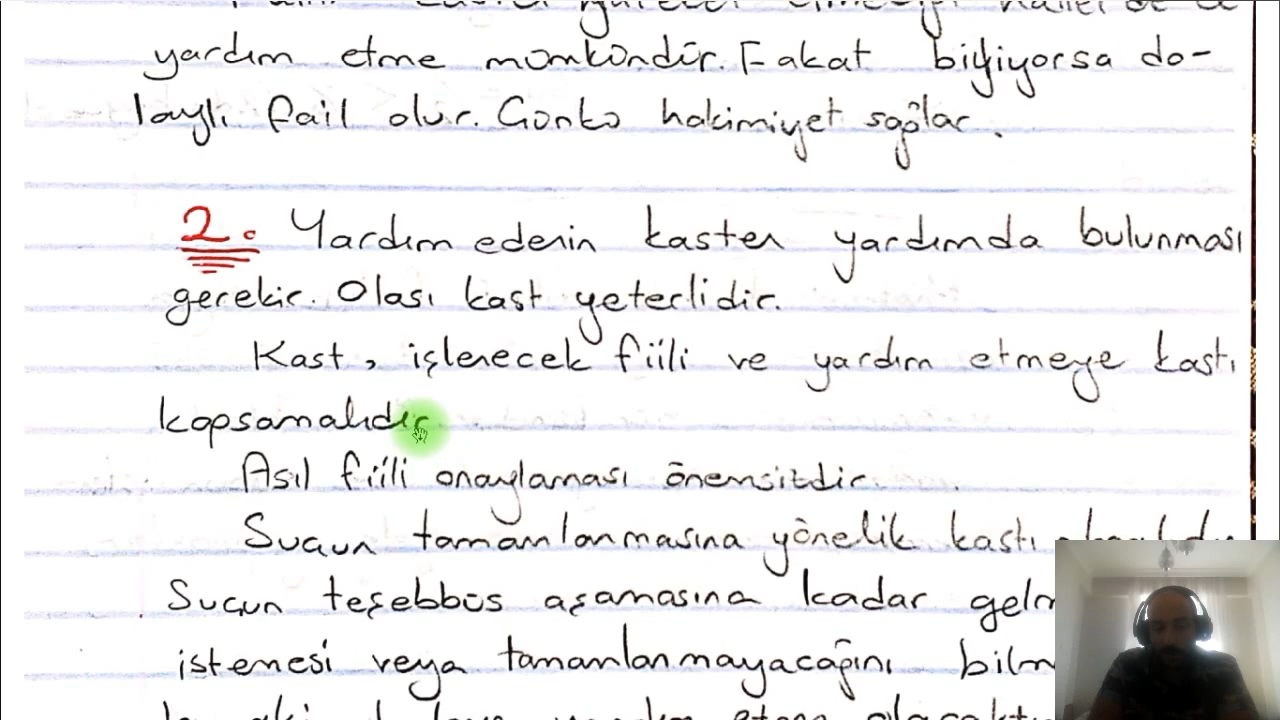 yardım etme mümkündür. Fakat biliyorsa do-
laylı fail olur. Çünkü hakimiyet sağlar.
2. Yardım edenin kasten yardımda bulunması
gerekir. Olası kast yeterlidir.
Kast, işlenecek fiili ve yardım etmeye kastı
kapsamalıdır
Asıl fiili onaylaması önemsizdir.
Suçun tamamlanmasına yönelik kastı
Suçun teşebbüs aşamasına kadar
istemesi veya tamamlanmayacağını